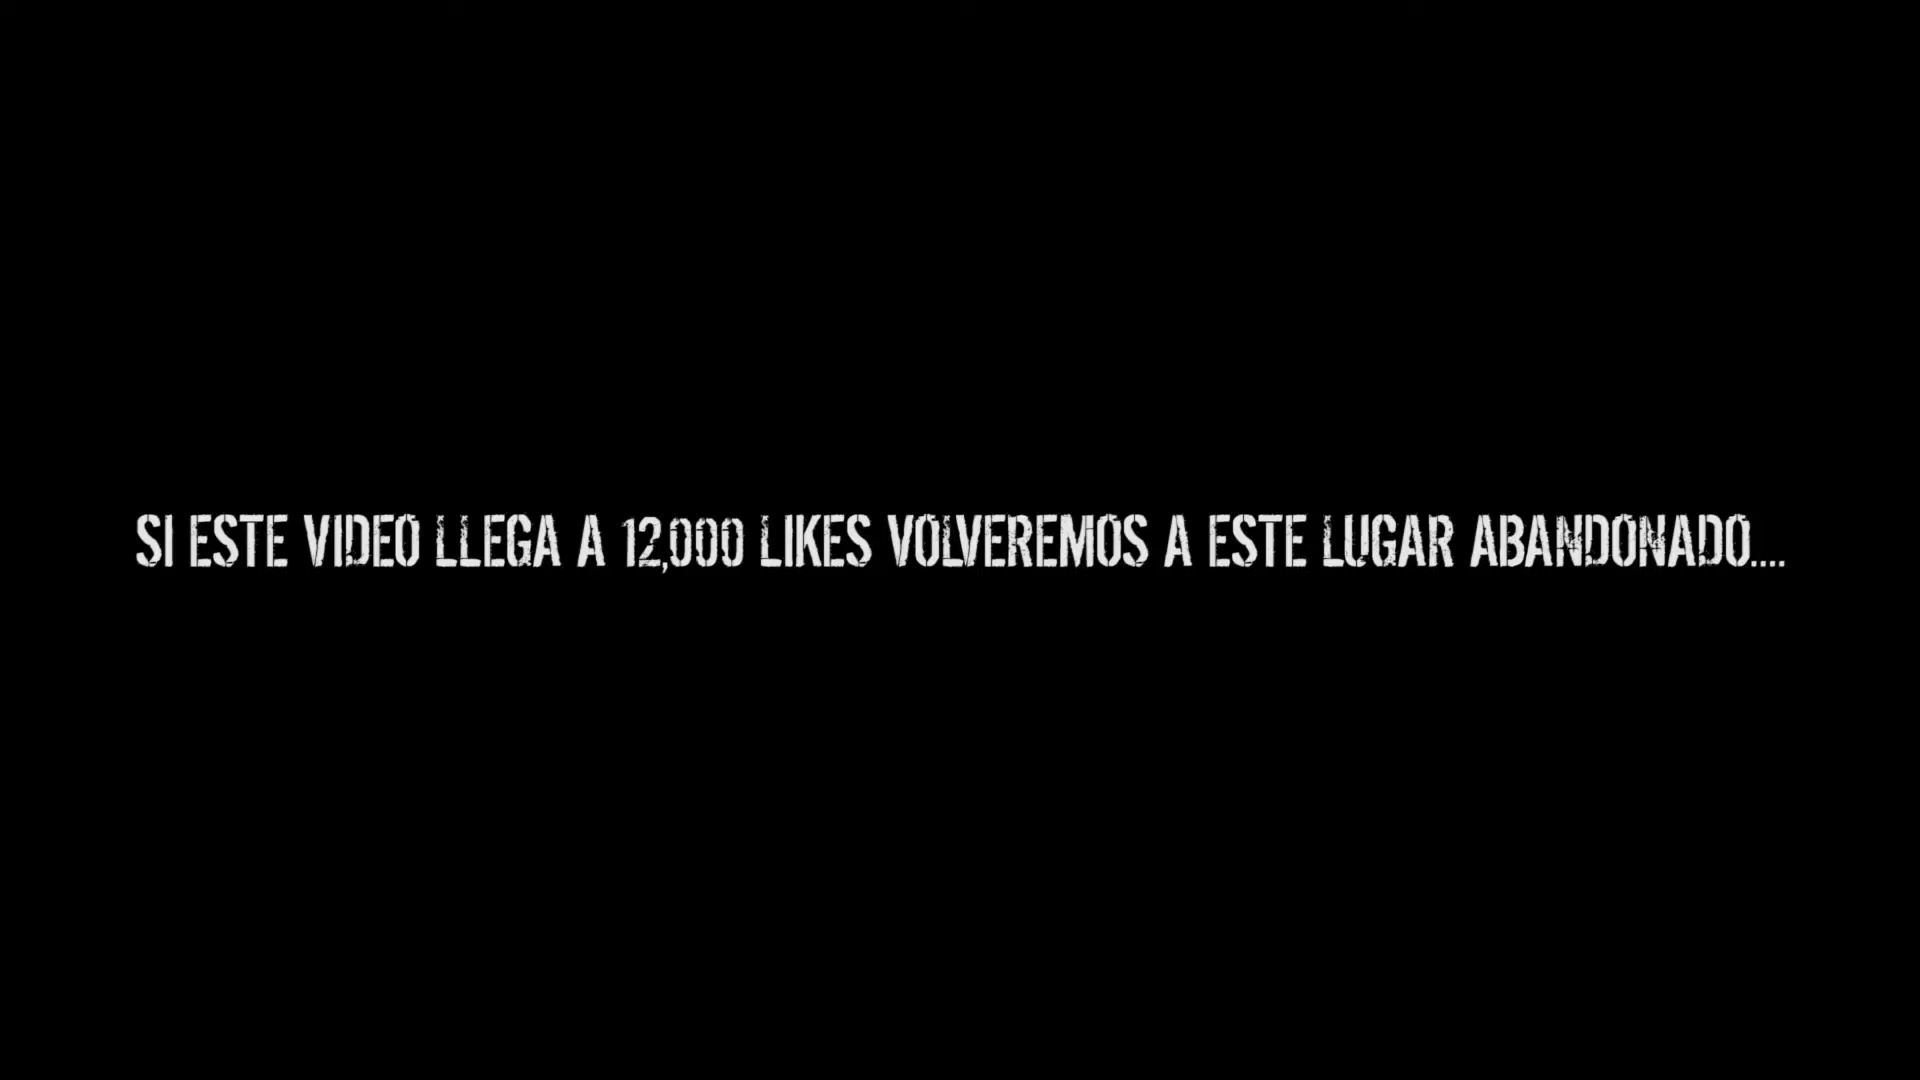 SI ESTE VIDEO LLEGA A 12,000 LIKES VOLVEREMOS A ESTE LUGAR ABANDONADO....